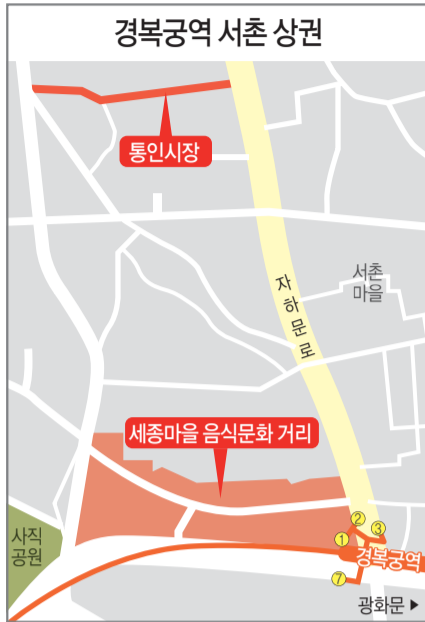 경복궁역 서촌 상권
통인시장
서촌
마을
자하문로
세종마을 음식문화 거리
사직
공원
②
③
①
경복궁역
⑦
광화문 ▶